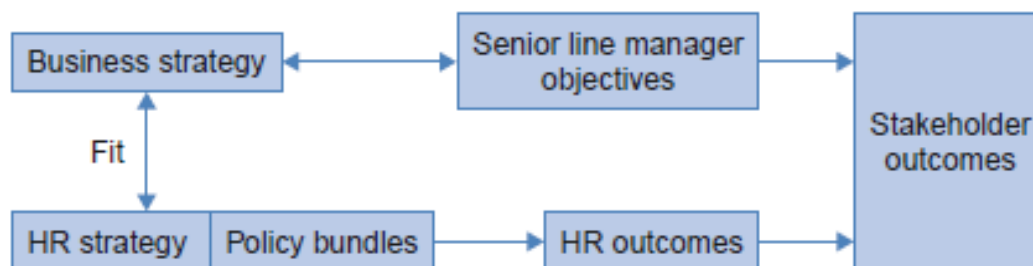 Business strategy
Senior line manager
objectives
Stakeholder
outcomes
Fit
HR strategy
Policy bundles
HR outcomes